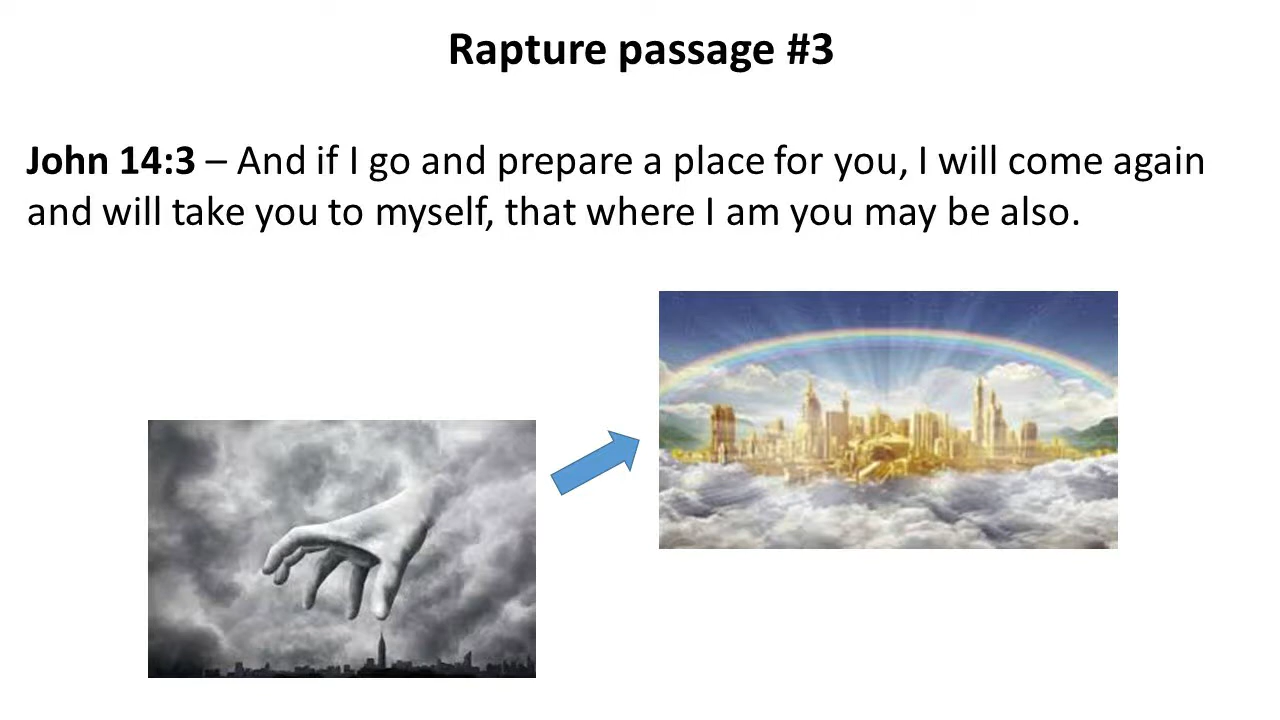 Rapture passage #3
John 14:3 – And if I go and prepare a place for you, I will come again
and will take you to myself, that where I am you may be also.